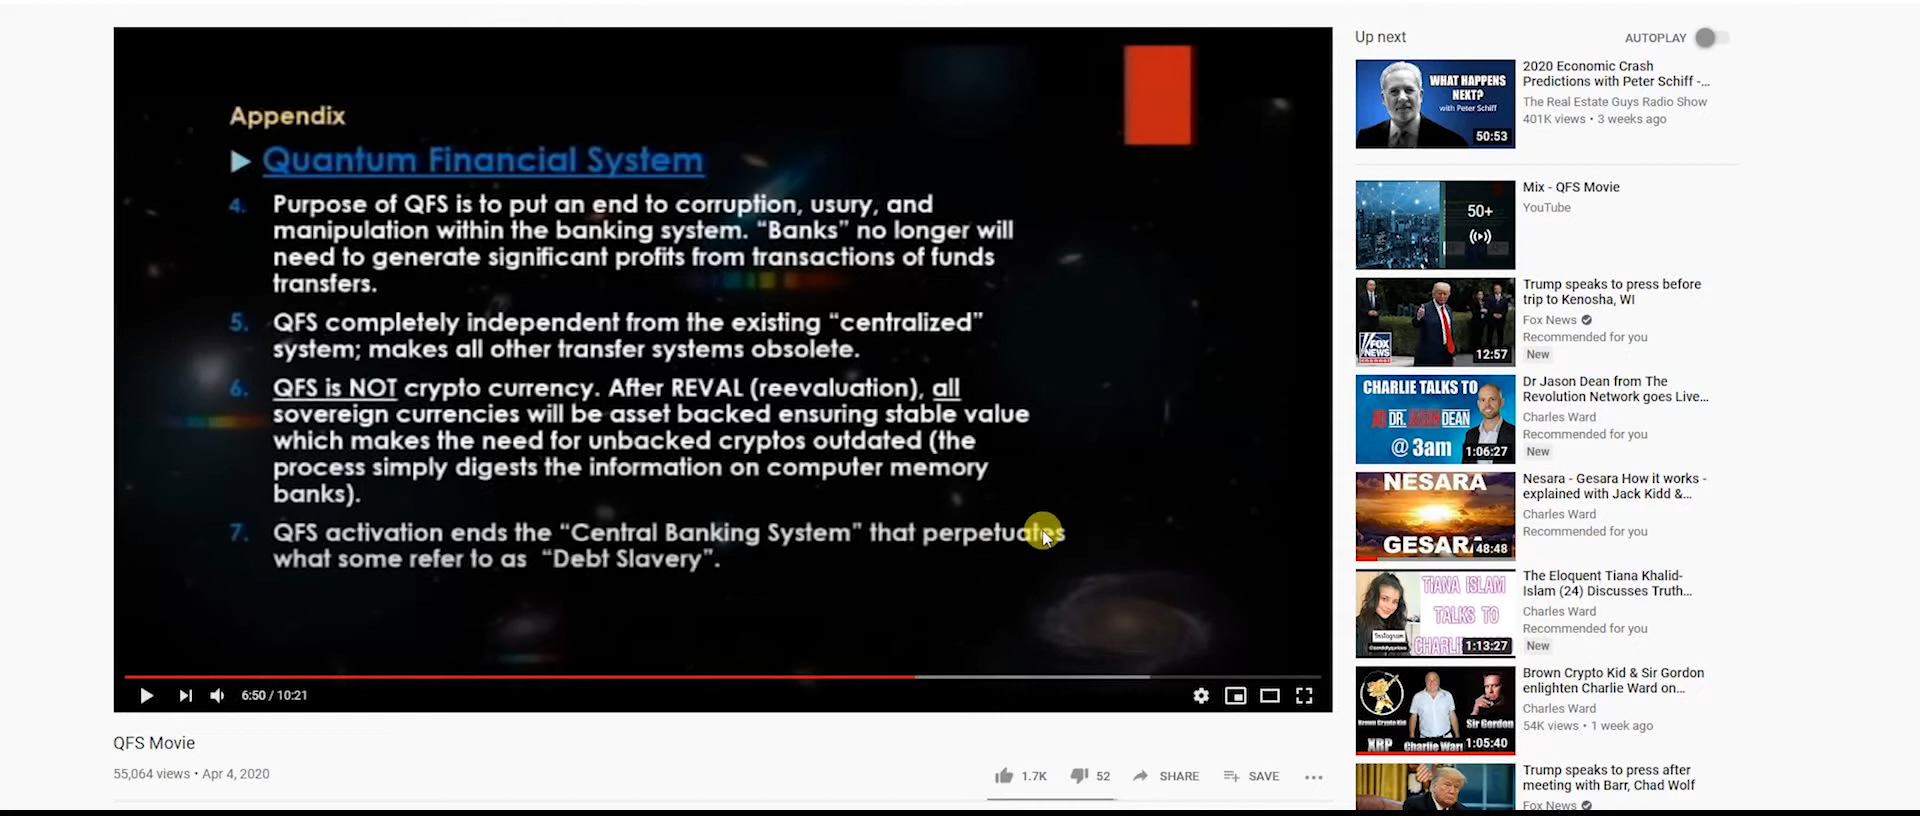 Appendix
Quantum Financial System
4. Purpose of QFS is to put an end to corruption, usury, and
manipulation within the banking system. “Banks” no longer will
need to generate significant profits from transactions of funds
transfers.
5. QFS completely independent from the existing “centralized”
system; makes all other transfer systems obsolete.
6. QFS is NOT crypto currency. After REVAL (reevaluation), all
sovereign currencies will be asset backed ensuring stable value
which makes the need for unbacked cryptos outdated (the
process simply digests the information on computer memory
banks).
7. QFS activation ends the “Central Banking System” that perpetuates
what some refer to as “Debt Slavery”.
6:50 / 10:21
QFS Movie
55,064 views • Apr 4, 2020
1.7K 52 SHARE SAVE
Up next AUTOPLAY
WHAT HAPPENS
NEXT?
with Peter Schiff
50:53
2020 Economic Crash
Predictions with Peter Schiff -...
The Real Estate Guys Radio Show
401K views • 3 weeks ago
50+
Mix - QFS Movie
YouTube
FOX
NEWS
channel
12:57
Trump speaks to press before
trip to Kenosha, WI
Fox News
Recommended for you
New
CHARLIE TALKS TO
DR. JASON DEAN
@ 3am
1:06:27
Dr Jason Dean from The
Revolution Network goes Live...
Charles Ward
Recommended for you
New
NESARA
GESARA
48:48
Nesara - Gesara How it works -
explained with Jack Kidd &...
Charles Ward
Recommended for you
TIANA ISLAM
TALKS TO
Instagram
1:13:27
The Eloquent Tiana Khalid-
Islam (24) Discusses Truth...
Charles Ward
Recommended for you
New
Brown Crypto Kid
Sir Gordon
XRP
Charlie Ward
1:05:40
Brown Crypto Kid & Sir Gordon
enlighten Charlie Ward on...
Charles Ward
54K views • 1 week ago
Trump speaks to press after
meeting with Barr, Chad Wolf
Fox News